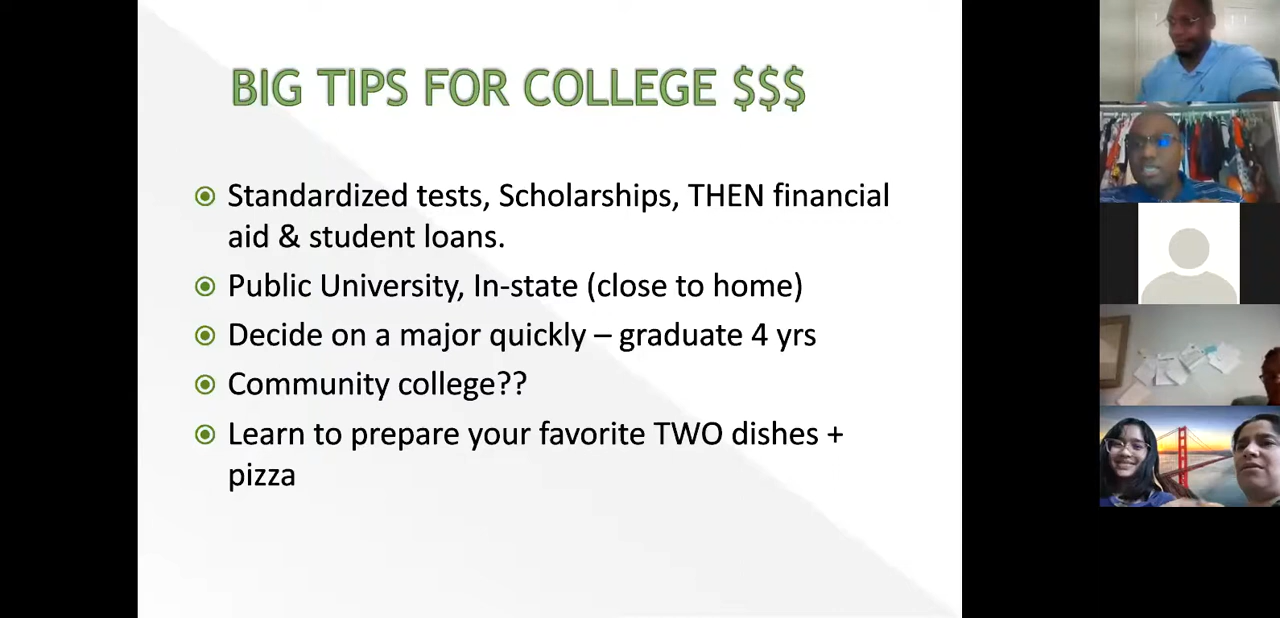 BIG TIPS FOR COLLEGE $$$
Standardized tests, Scholarships, THEN financial
aid & student loans.
Public University, In-state (close to home)
Decide on a major quickly – graduate 4 yrs
Community college??
Learn to prepare your favorite TWO dishes +
pizza